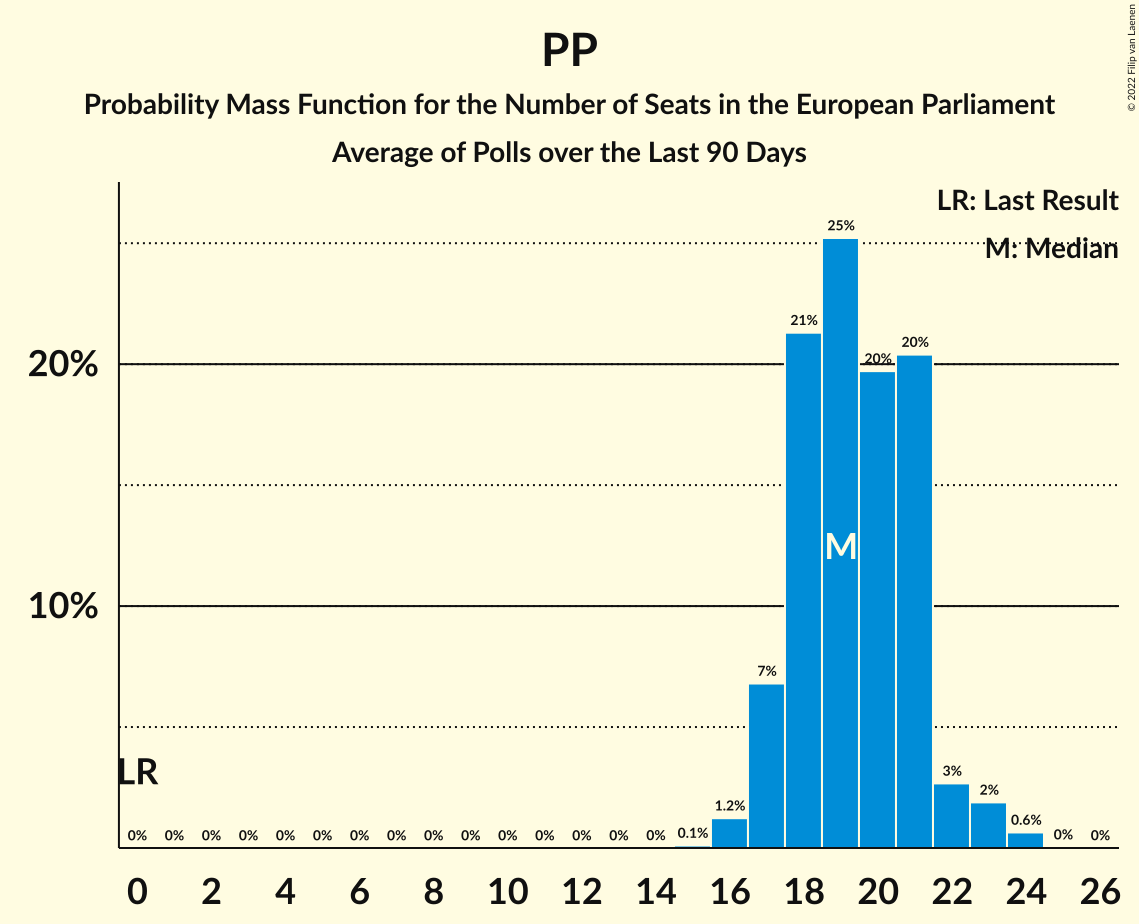 PP
Probability Mass Function for the Number of Seats in the European Parliament
Average of Polls over the Last 90 Days
© 2022 Filip van Laenen
LR: Last Result
M: Median
25%
21%
20%
20%
20%
M
10%
7%
LR
3%
2%
1.2%
0.6%
0% 0% 0% 0% 0% 0% 0% 0% 0% 0% 0% 0% 0% 0% 0% 0.1% 0% 0%
0 2 4 6 8 10 12 14 16 18 20 22 24 26